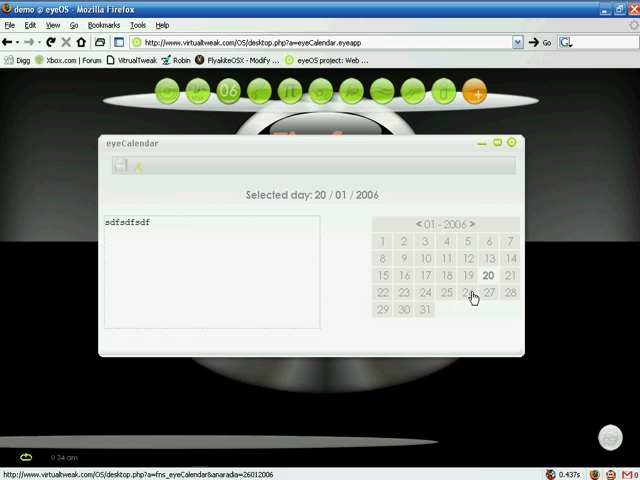 demo @ eyeOS - Mozilla Firefox
File Edit View Go Bookmarks Tools Help
http://www.virtualtweak.com/OS/desktop.php?a=eyeCalendar.eyeapp Go
Digg Xbox.com | Forum VitrualTweak Robin FlyakiteOSX - Modify ... eyeOS project: Web ...
06
eyeCalendar
Selected day: 20 / 01 / 2006
sdfsdfsdf
< 01 - 2006 >
1 2 3 4 5 6 7
8 9 10 11 12 13 14
15 16 17 18 19 20 21
22 23 24 25 26 27 28
29 30 31
0:34 am
http://www.virtualtweak.com/OS/desktop.php?a=fns_eyeCalendar&anaradia=26012006 0.437s 0